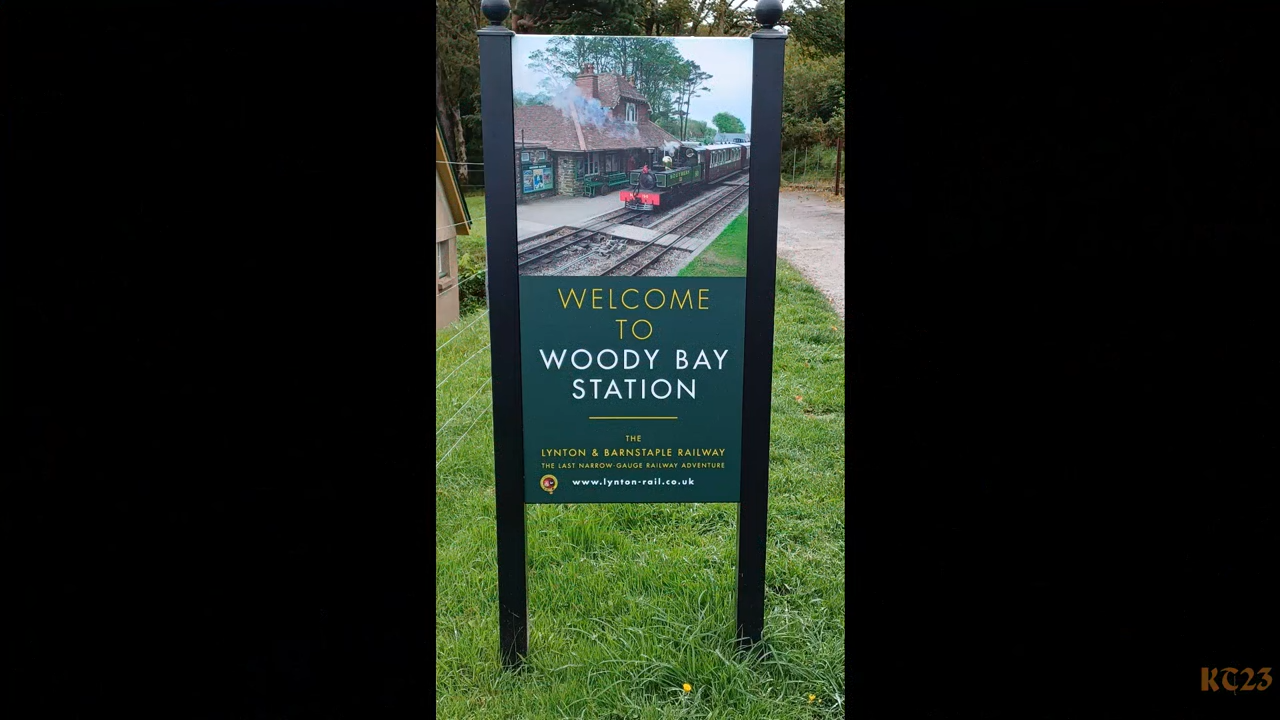 WELCOME
TO
WOODY BAY
STATION
THE
LYNTON & BARNSTAPLE RAILWAY
THE LAST NARROW-GAUGE RAILWAY ADVENTURE
www.lynton-rail.co.uk
KT23